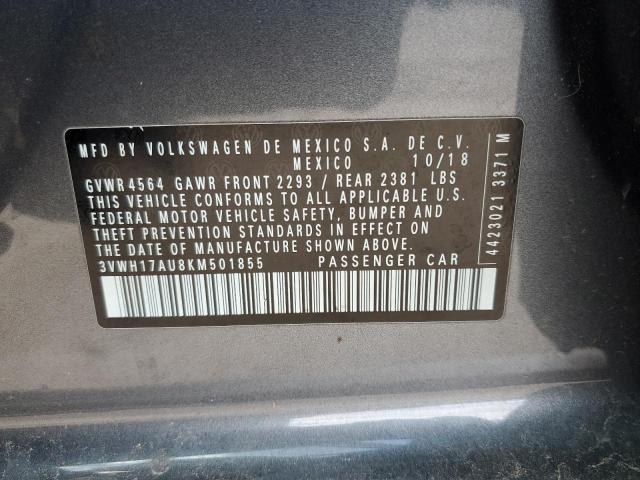 MFD BY VOLKSWAGEN DE MEXICO S.A. DE C.V.
MEXICO 10/18
GVWR 4564 GAWR FRONT 2293 / REAR 2381 LBS
THIS VEHICLE CONFORMS TO ALL APPLICABLE U.S.
FEDERAL MOTOR VEHICLE SAFETY, BUMPER AND
THEFT PREVENTION STANDARDS IN EFFECT ON
THE DATE OF MANUFACTURE SHOWN ABOVE.
3VWH17AU8KM501855 PASSENGER CAR
4423021 3371 M